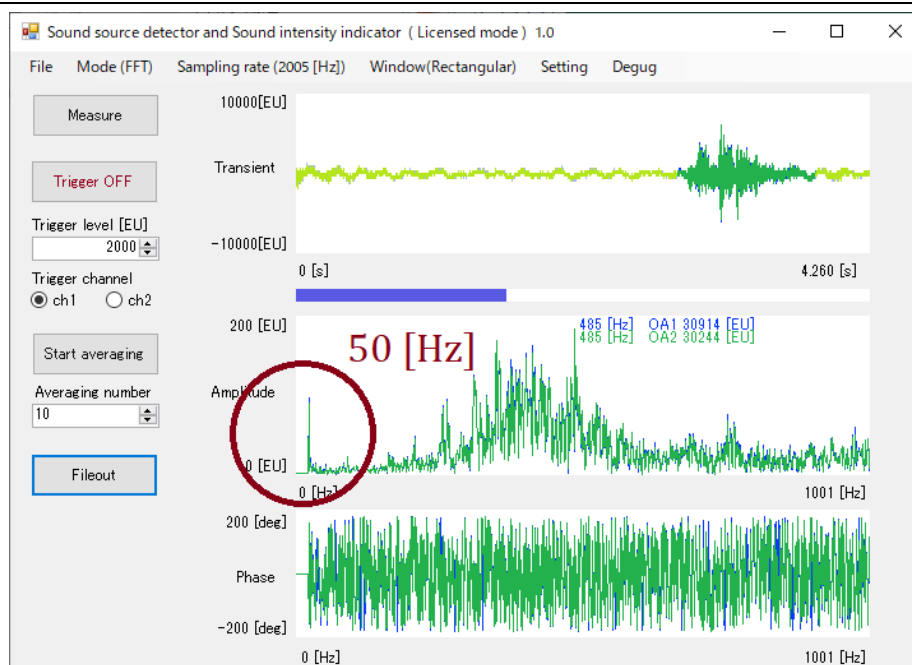 Sound source detector and Sound intensity indicator ( Licensed mode ) 1.0
File Mode (FFT) Sampling rate (2005 [Hz]) Window(Rectangular) Setting Degug
Measure
Trigger OFF
Trigger level [EU]
2000
Trigger channel
ch1 ch2
Start averaging
Averaging number
10
Fileout
10000[EU]
Transient
-10000[EU]
0 [s] 4.260 [s]
200 [EU]
485 [Hz] OA1 30914 [EU]
485 [Hz] OA2 30244 [EU]
50 [Hz]
Amplitude
0 [EU]
0 [Hz] 1001 [Hz]
200 [deg]
Phase
-200 [deg]
0 [Hz] 1001 [Hz]